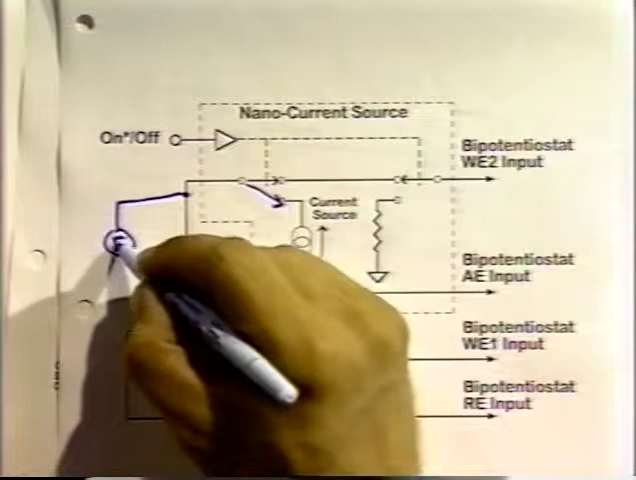 Nano-Current Source
On*/Off
Bipotentiostat
WE2 Input
Current
Source
Bipotentiostat
AE Input
Bipotentiostat
WE1 Input
Bipotentiostat
RE Input